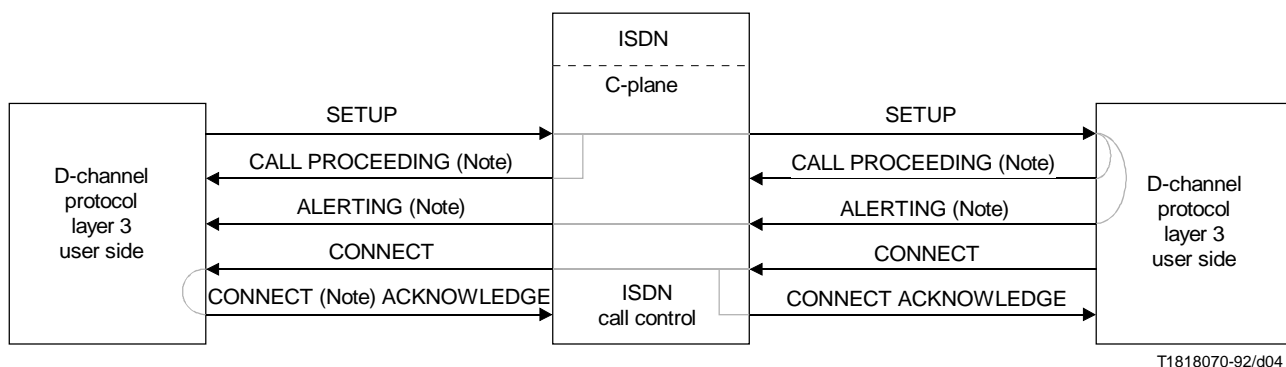 ISDN
C-plane
SETUP
SETUP
CALL PROCEEDING (Note)
CALL PROCEEDING (Note)
D-channel
protocol
layer 3
user side
ALERTING (Note)
ALERTING (Note)
D-channel
protocol
layer 3
user side
CONNECT
CONNECT
CONNECT (Note) ACKNOWLEDGE
ISDN
call control
CONNECT ACKNOWLEDGE
T1818070-92/d04